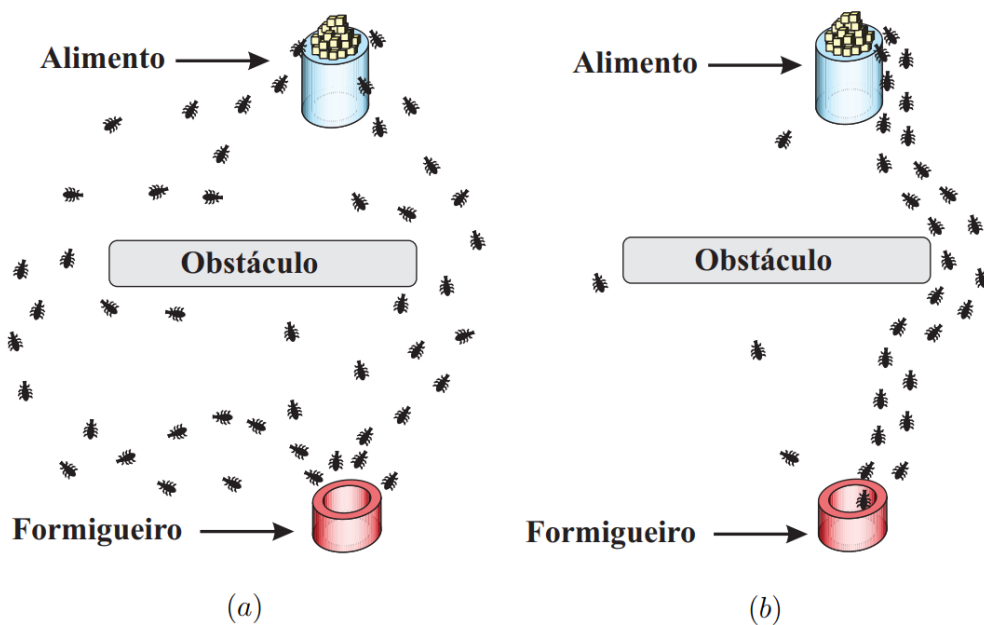 Alimento
Obstáculo
Formigueiro
(a)
Alimento
Obstáculo
Formigueiro
(b)